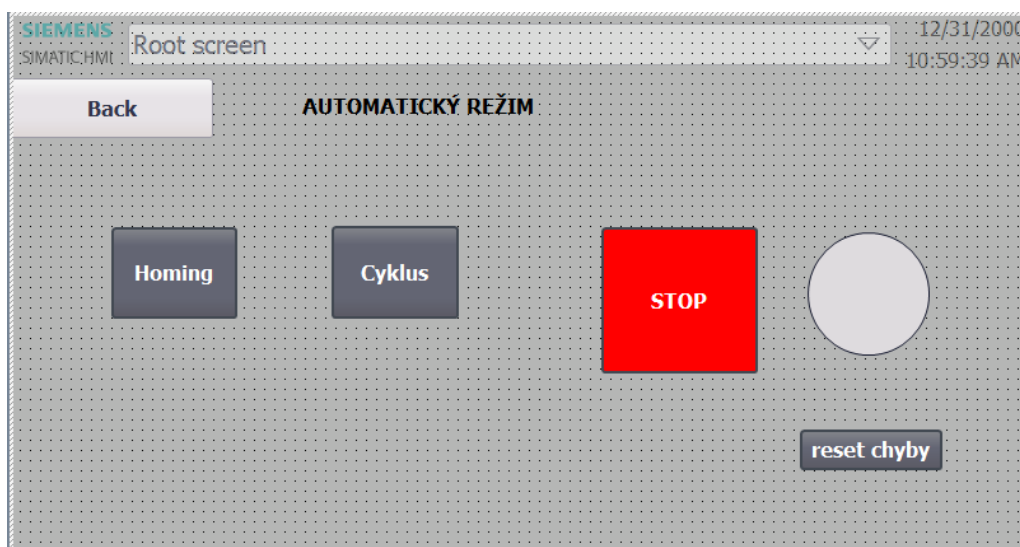 SIEMENS
SIMATIC HMI
Root screen
12/31/2000
10:59:39 AM
Back
AUTOMATICKÝ REŽIM
Homing
Cyklus
STOP
reset chyby